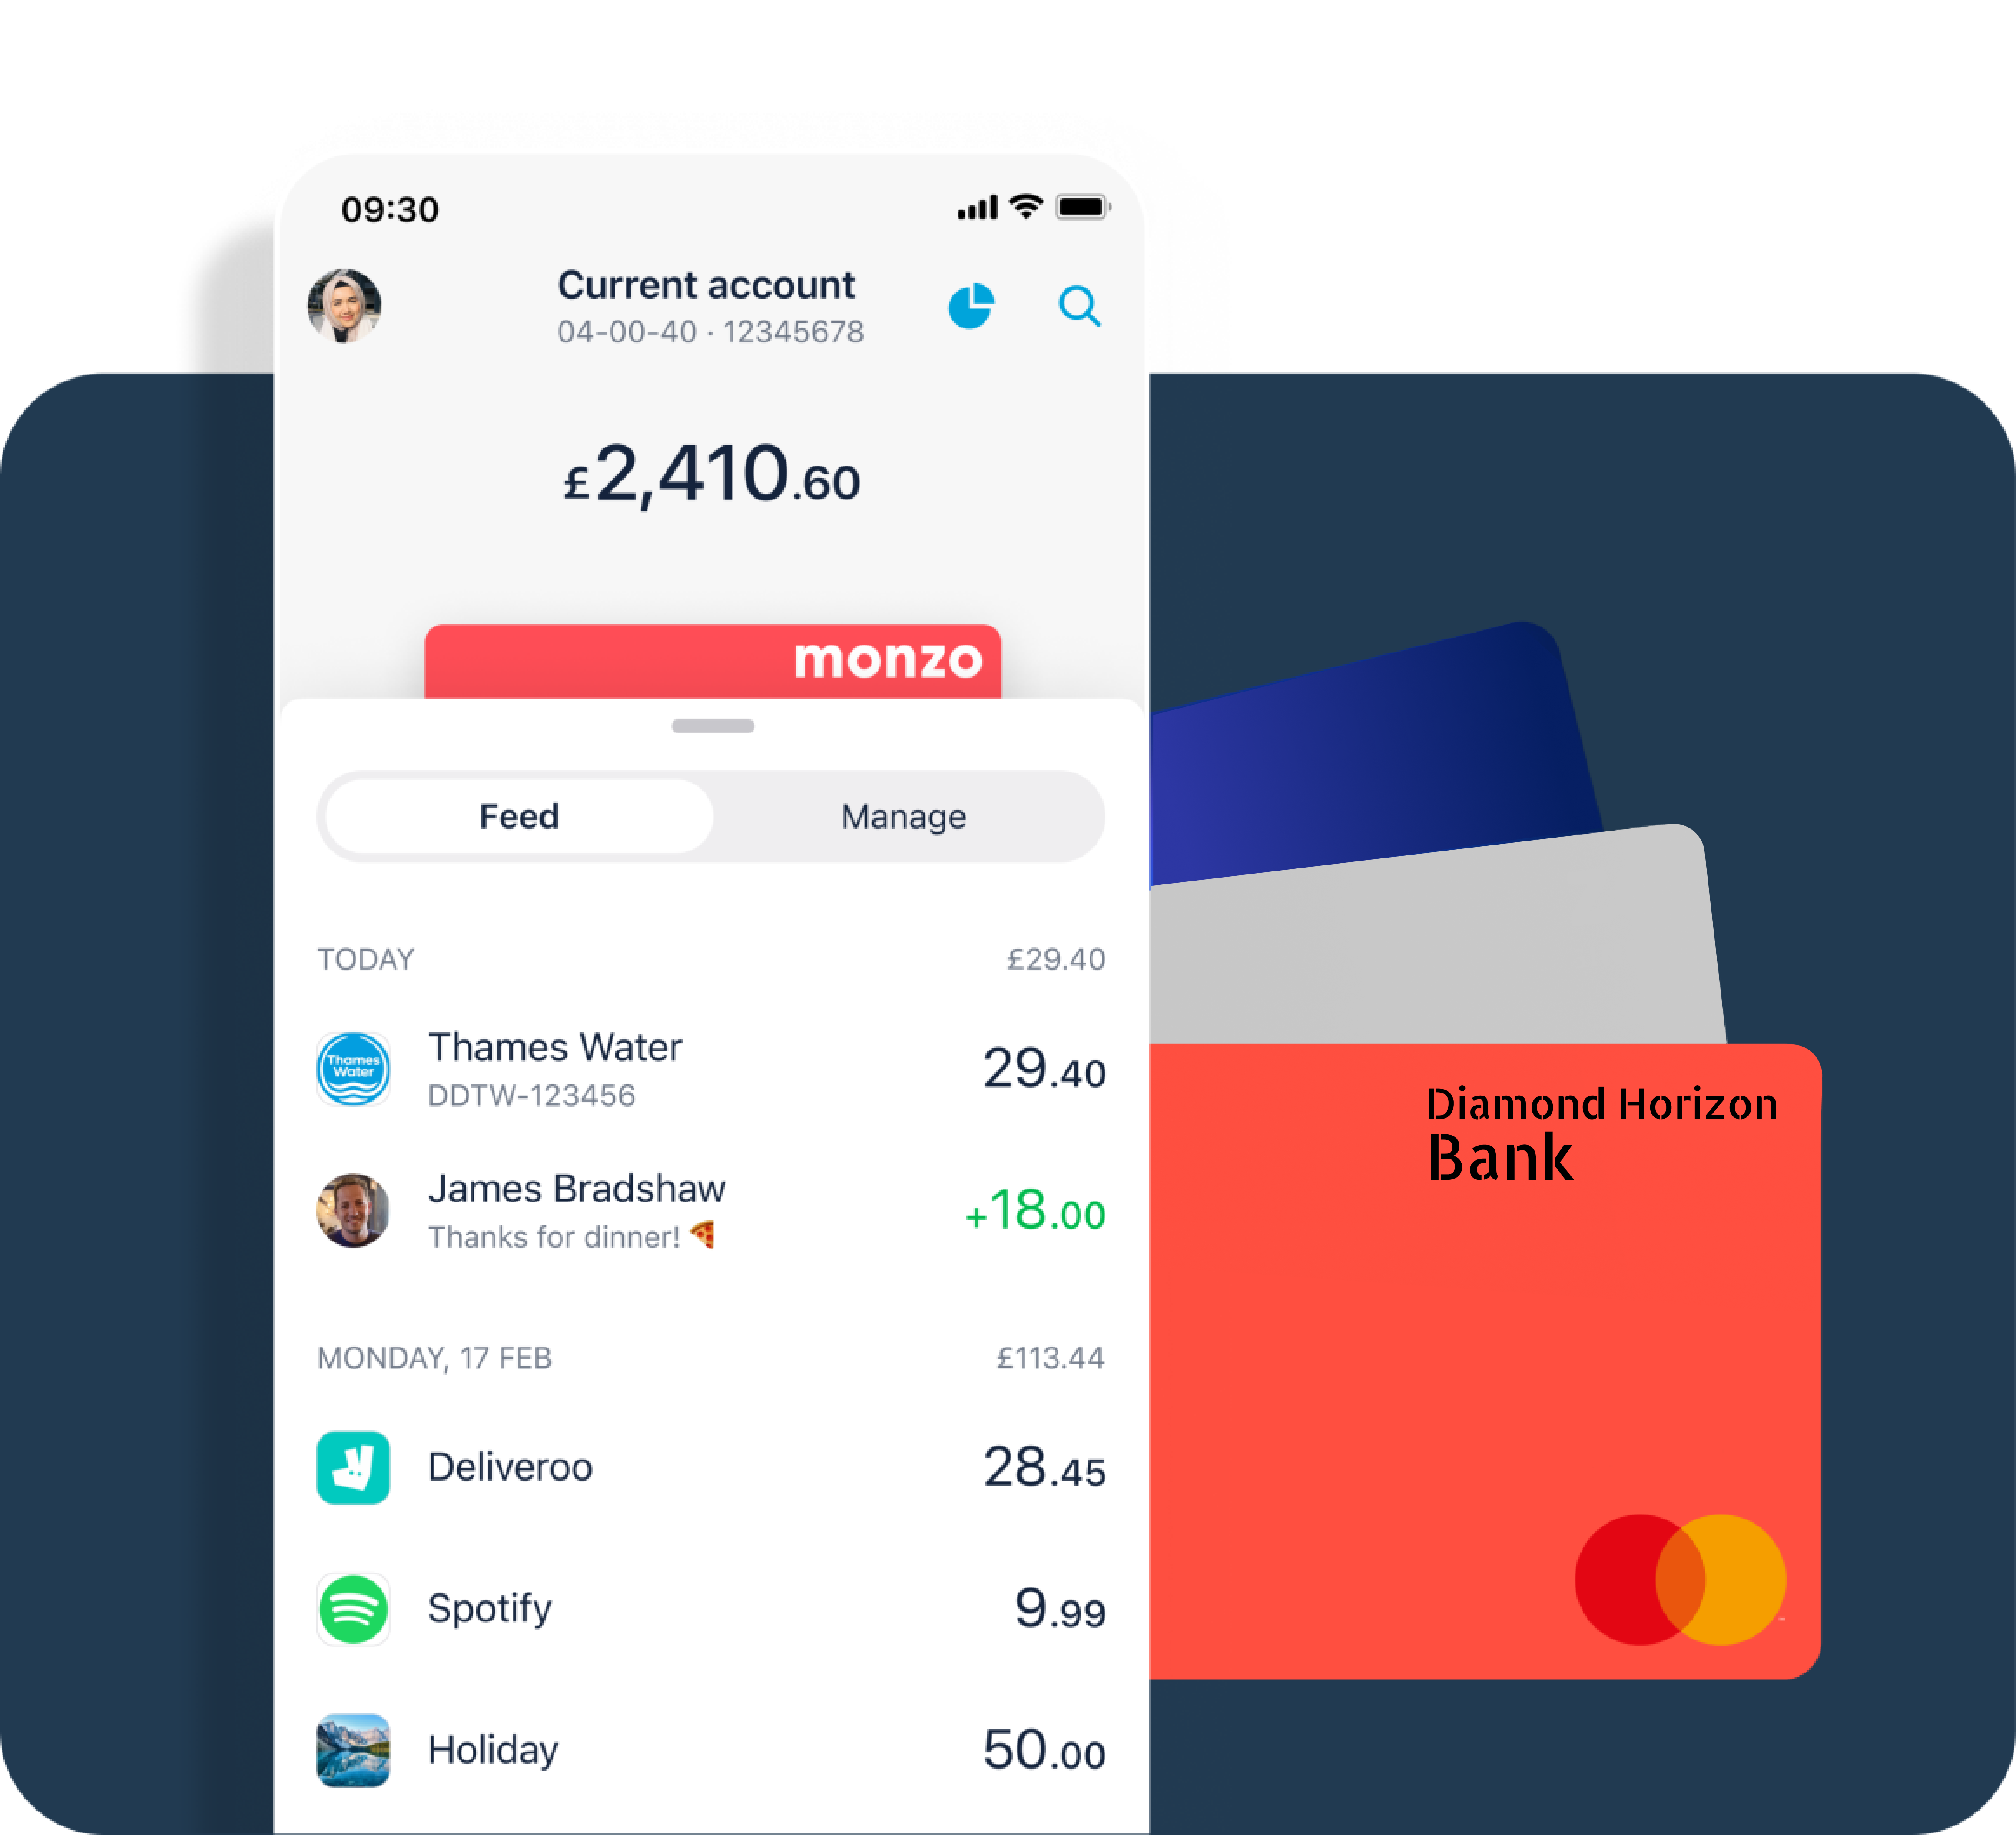 09:30
Current account
04-00-40 · 12345678
£2,410.60
monzo
Feed
Manage
TODAY
£29.40
Thames Water
Thames Water
DDTW-123456
29.40
James Bradshaw
Thanks for dinner! 🍕
+18.00
MONDAY, 17 FEB
£113.44
Deliveroo
28.45
Spotify
9.99
Holiday
50.00
Diamond Horizon
Bank